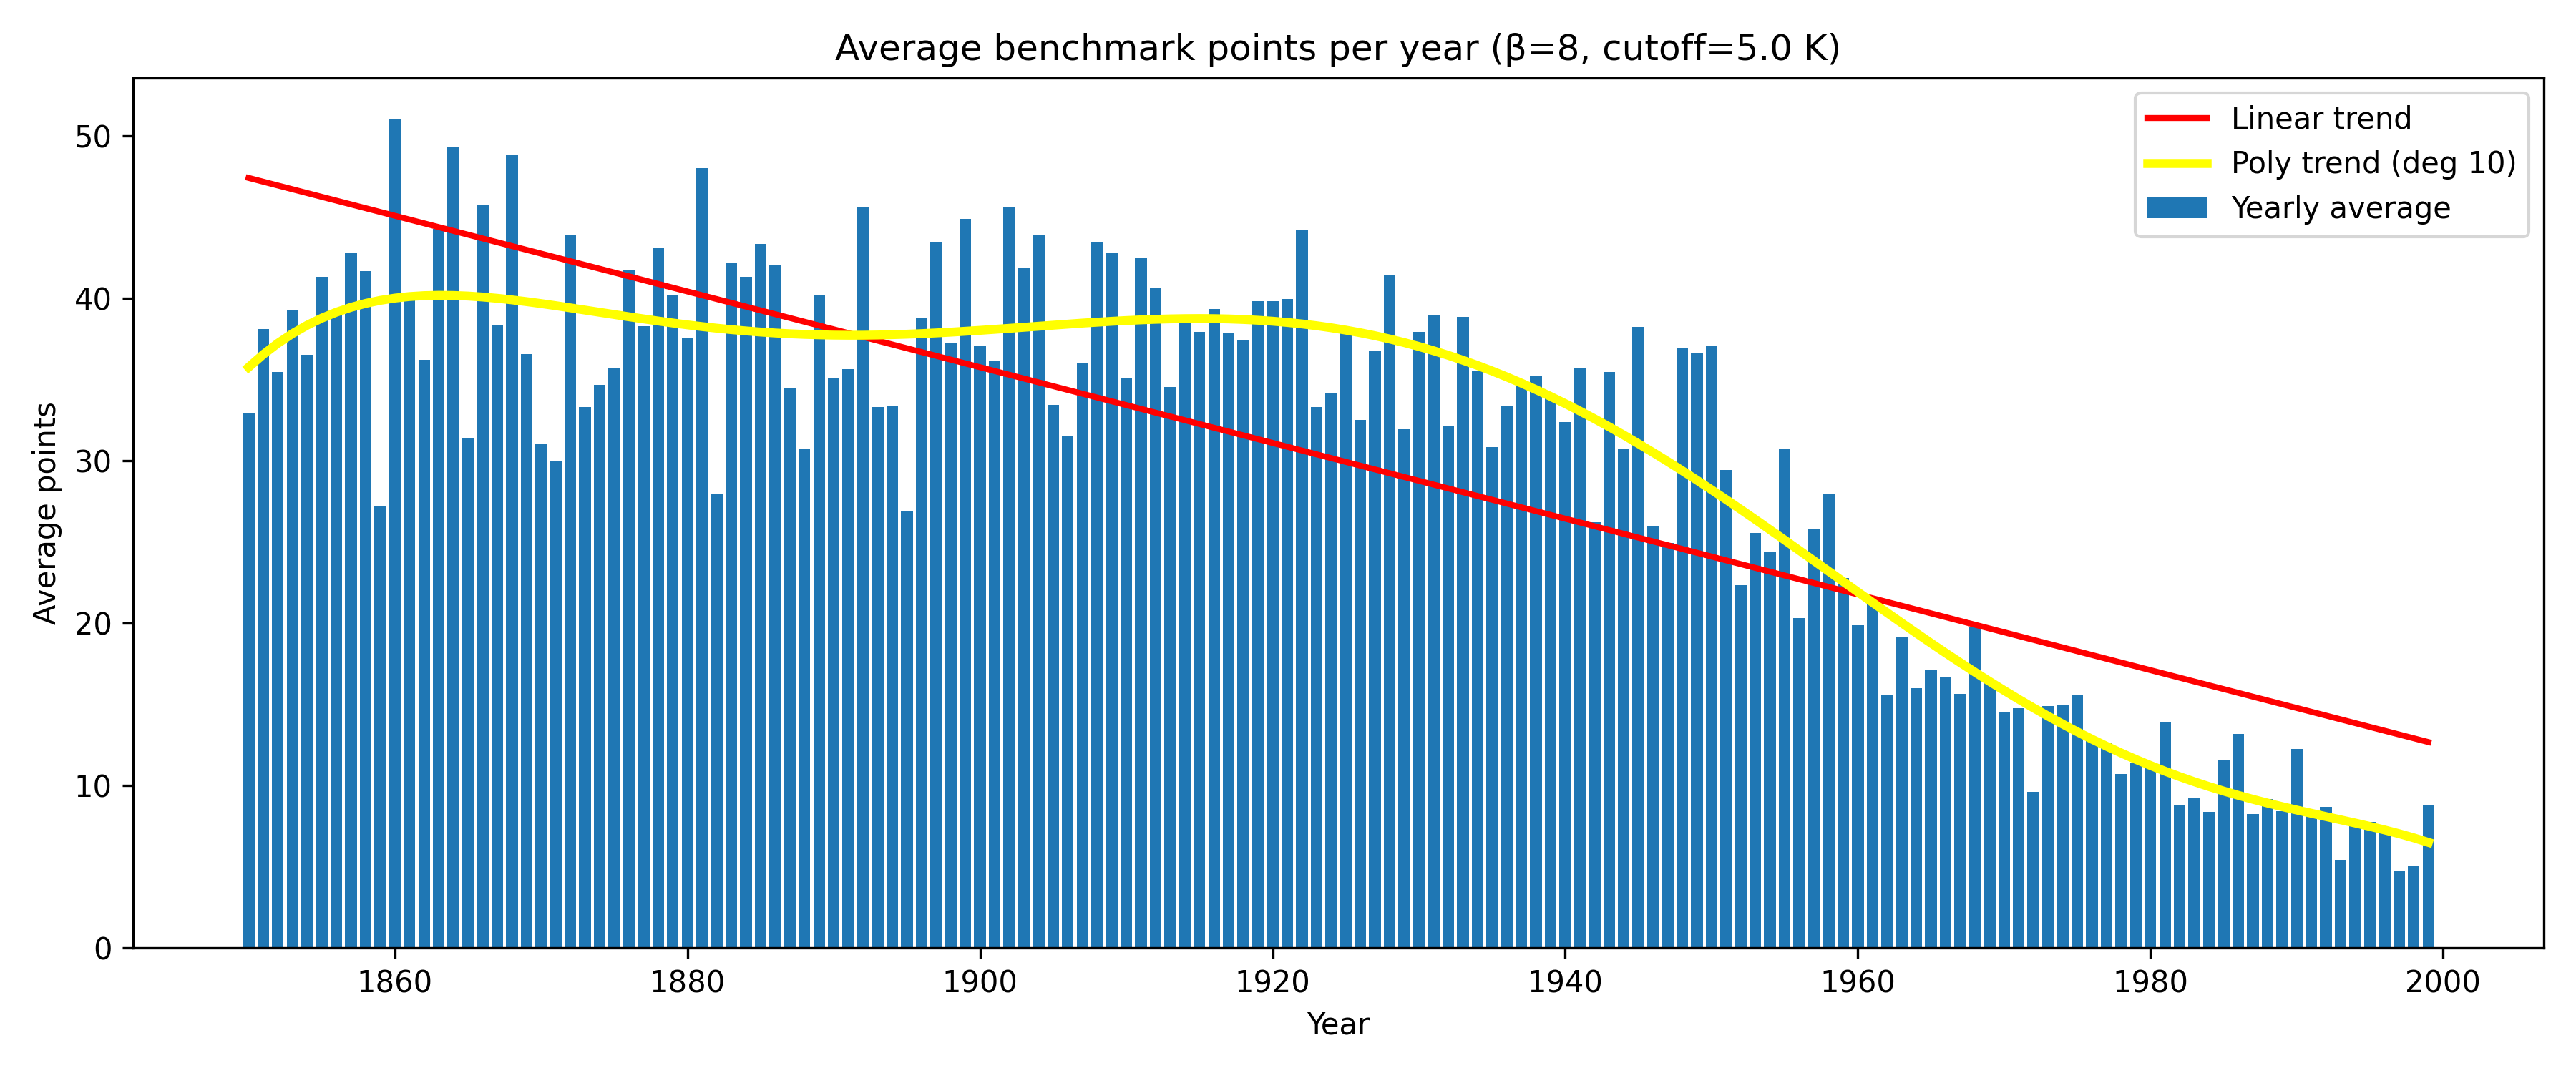 Average benchmark points per year (β=8, cutoff=5.0 K)
Linear trend
Poly trend (deg 10)
Yearly average
Average points
50
40
30
20
10
0
1860 1880 1900 1920 1940 1960 1980 2000
Year